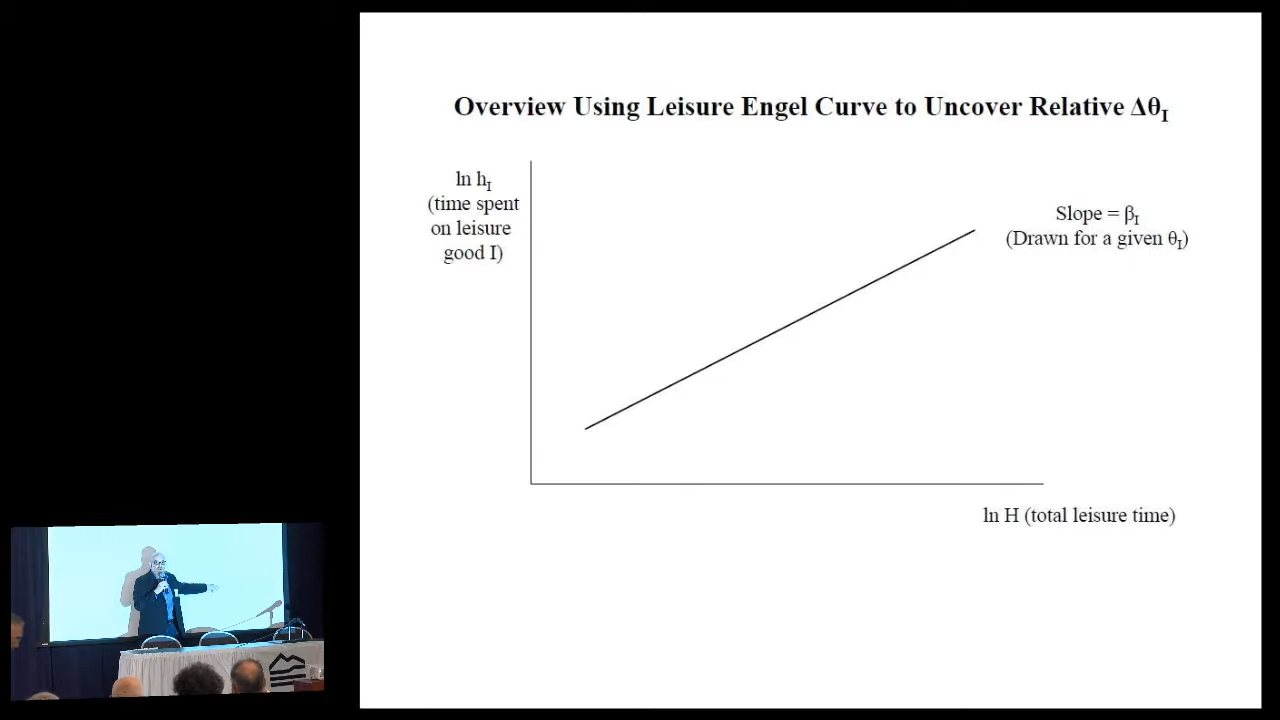 Overview Using Leisure Engel Curve to Uncover Relative Δθ_I
ln h_I
(time spent
on leisure
good I)
Slope = β_I
(Drawn for a given θ_I)
ln H (total leisure time)